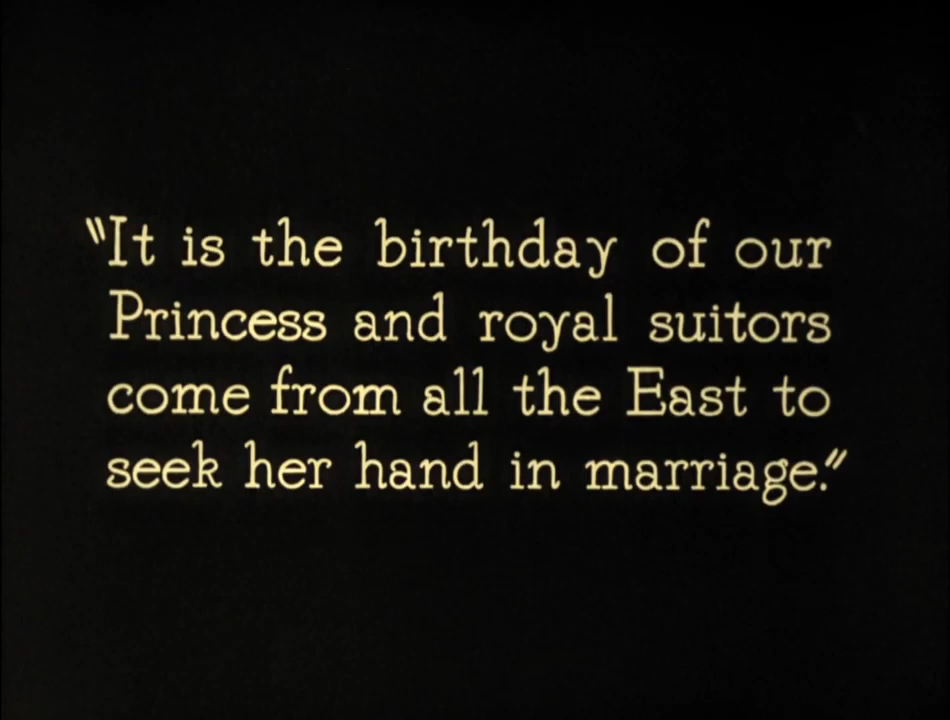 "It is the birthday of our
Princess and royal suitors
come from all the East to
seek her hand in marriage."